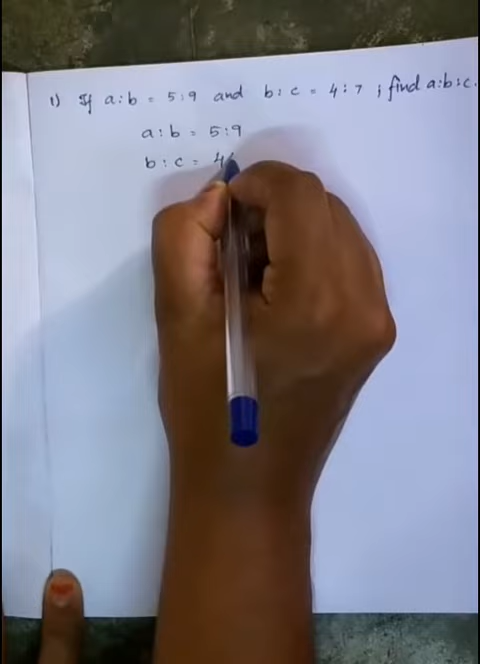 1) If a:b = 5:9 and b:c = 4:7 ; find a:b:c.
a:b = 5:9
b:c = 4